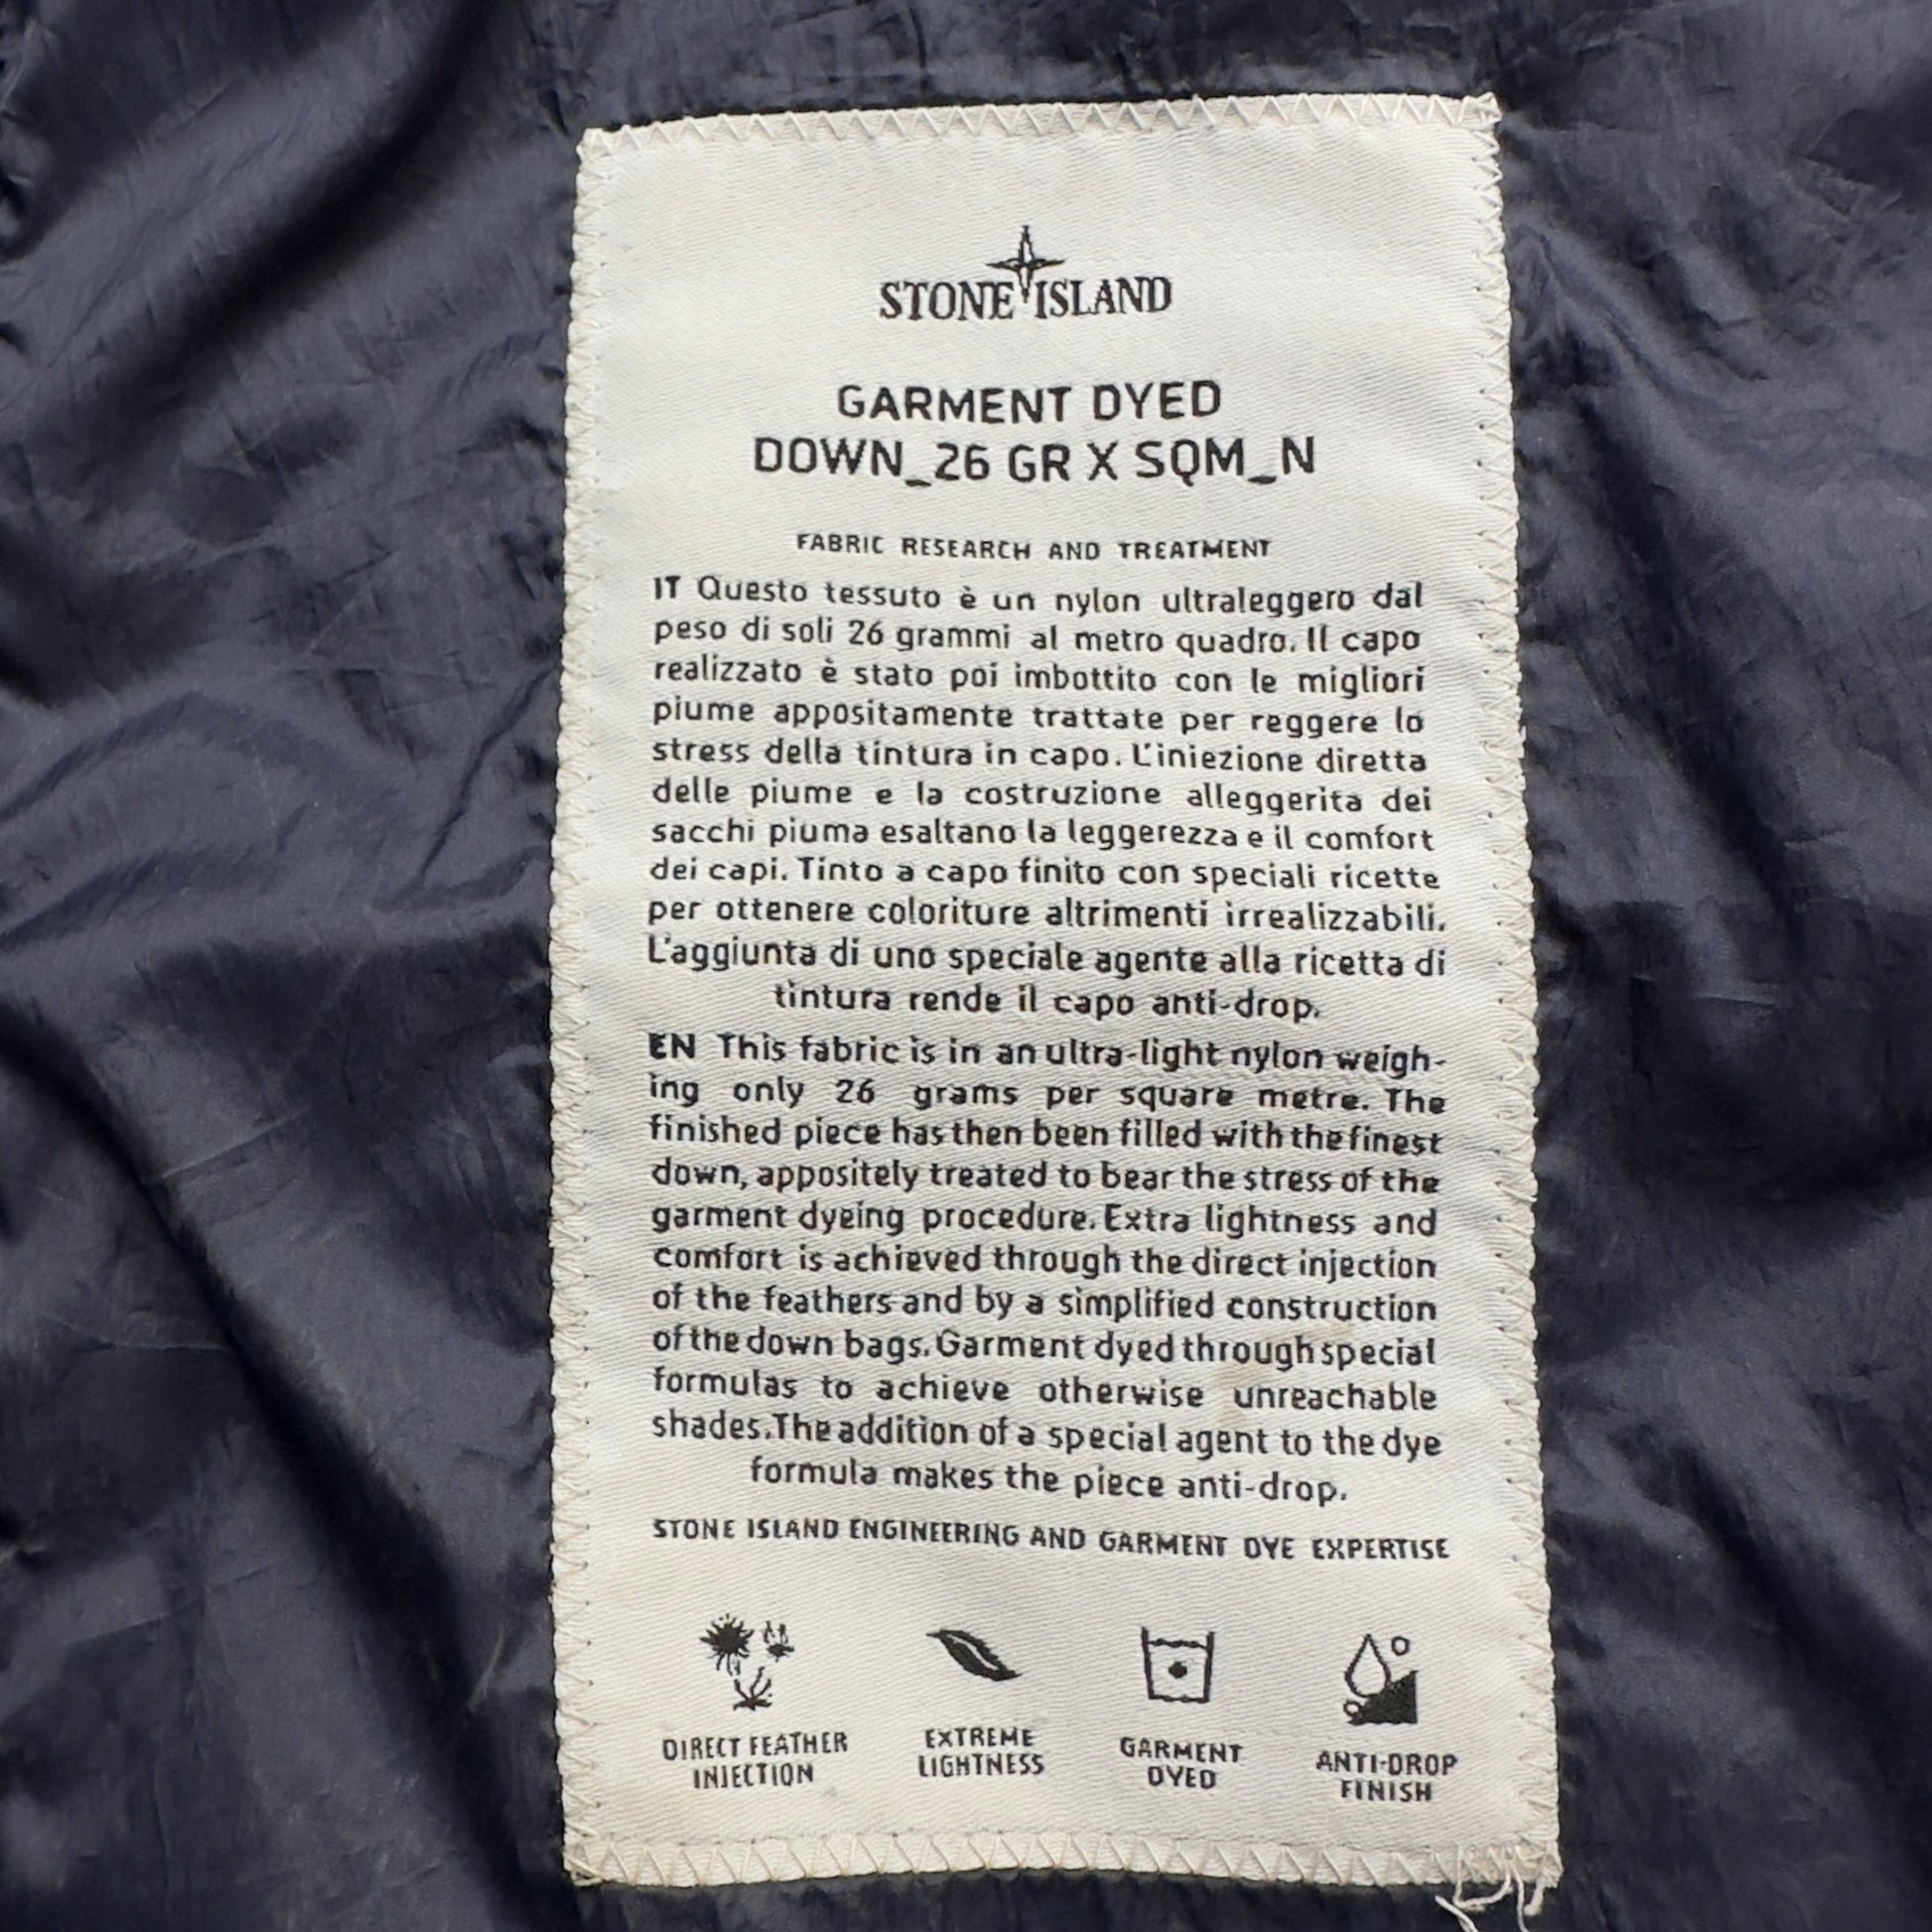 STONE ISLAND
GARMENT DYED
DOWN_26 GR X SQM_N
FABRIC RESEARCH AND TREATMENT
IT Questo tessuto è un nylon ultraleggero dal
peso di soli 26 grammi al metro quadro. Il capo
realizzato è stato poi imbottito con le migliori
piume appositamente trattate per reggere lo
stress della tintura in capo. L'iniezione diretta
delle piume e la costruzione alleggerita dei
sacchi piuma esaltano la leggerezza e il comfort
dei capi. Tinto a capo finito con speciali ricette
per ottenere coloriture altrimenti irrealizzabili.
L'aggiunta di uno speciale agente alla ricetta di
tintura rende il capo anti-drop.
EN This fabric is in an ultra-light nylon weigh-
ing only 26 grams per square metre. The
finished piece has then been filled with the finest
down, appositely treated to bear the stress of the
garment dyeing procedure. Extra lightness and
comfort is achieved through the direct injection
of the feathers and by a simplified construction
of the down bags. Garment dyed through special
formulas to achieve otherwise unreachable
shades. The addition of a special agent to the dye
formula makes the piece anti-drop.
STONE ISLAND ENGINEERING AND GARMENT DYE EXPERTISE
DIRECT FEATHER
INJECTION
EXTREME
LIGHTNESS
GARMENT
DYED
ANTI-DROP
FINISH